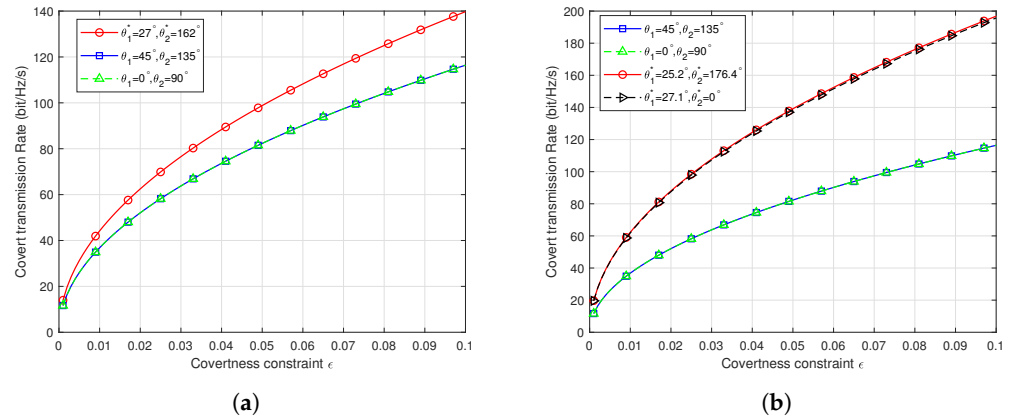 140
120
100
80
60
40
20
0
Covert transmission Rate (bit/Hz/s)
θ₁*=27°,θ₂*=162°
θ₁=45°,θ₂=135°
θ₁=0°,θ₂=90°
0 0.01 0.02 0.03 0.04 0.05 0.06 0.07 0.08 0.09 0.1
Covertness constraint ϵ
(a)
200
180
160
140
120
100
80
60
40
20
0
Covert transmission Rate (bit/Hz/s)
θ₁=45°,θ₂=135°
θ₁=0°,θ₂=90°
θ₁*=25.2°,θ₂*=176.4°
θ₁*=27.1°,θ₂*=0°
0 0.01 0.02 0.03 0.04 0.05 0.06 0.07 0.08 0.09 0.1
Covertness constraint ϵ
(b)